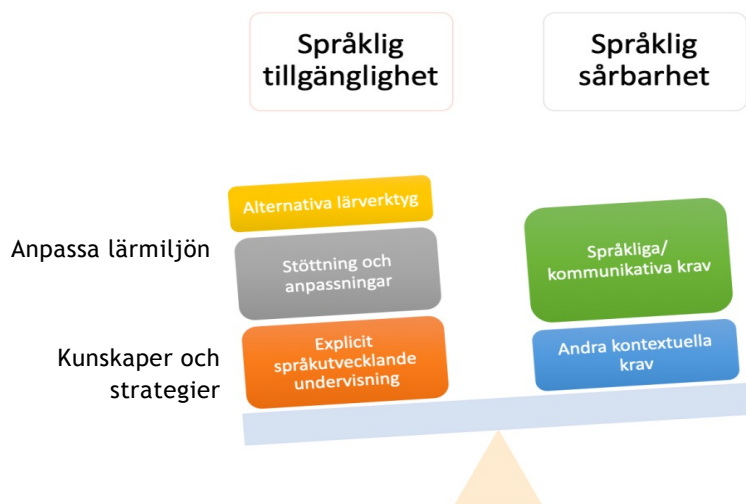 Språklig
tillgänglighet
Språklig
sårbarhet
Alternativa lärverktyg
Anpassa lärmiljön
Stöttning och
anpassningar
Språkliga/
kommunikativa krav
Kunskaper och
strategier
Explicit
språkutvecklande
undervisning
Andra kontextuella
krav